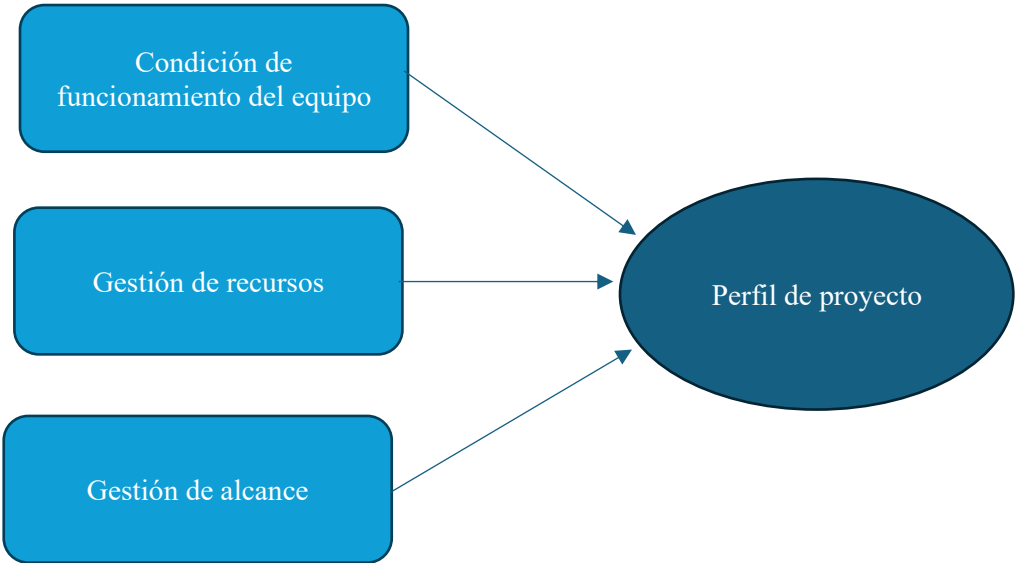 Condición de
funcionamiento del equipo
Gestión de recursos
Perfil de proyecto
Gestión de alcance